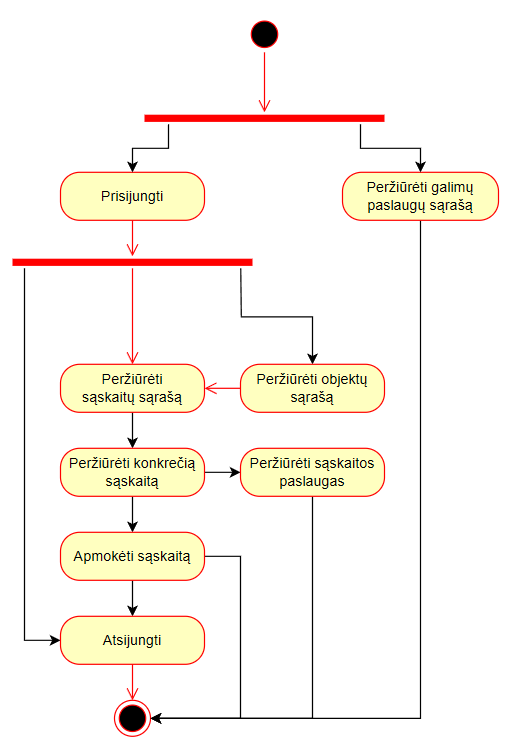 Prisijungti
Peržiūrėti galimų
paslaugų sąrašą
Peržiūrėti
sąskaitų sąrašą
Peržiūrėti objektų
sąrašą
Peržiūrėti konkrečią
sąskaitą
Peržiūrėti sąskaitos
paslaugas
Apmokėti sąskaitą
Atsijungti